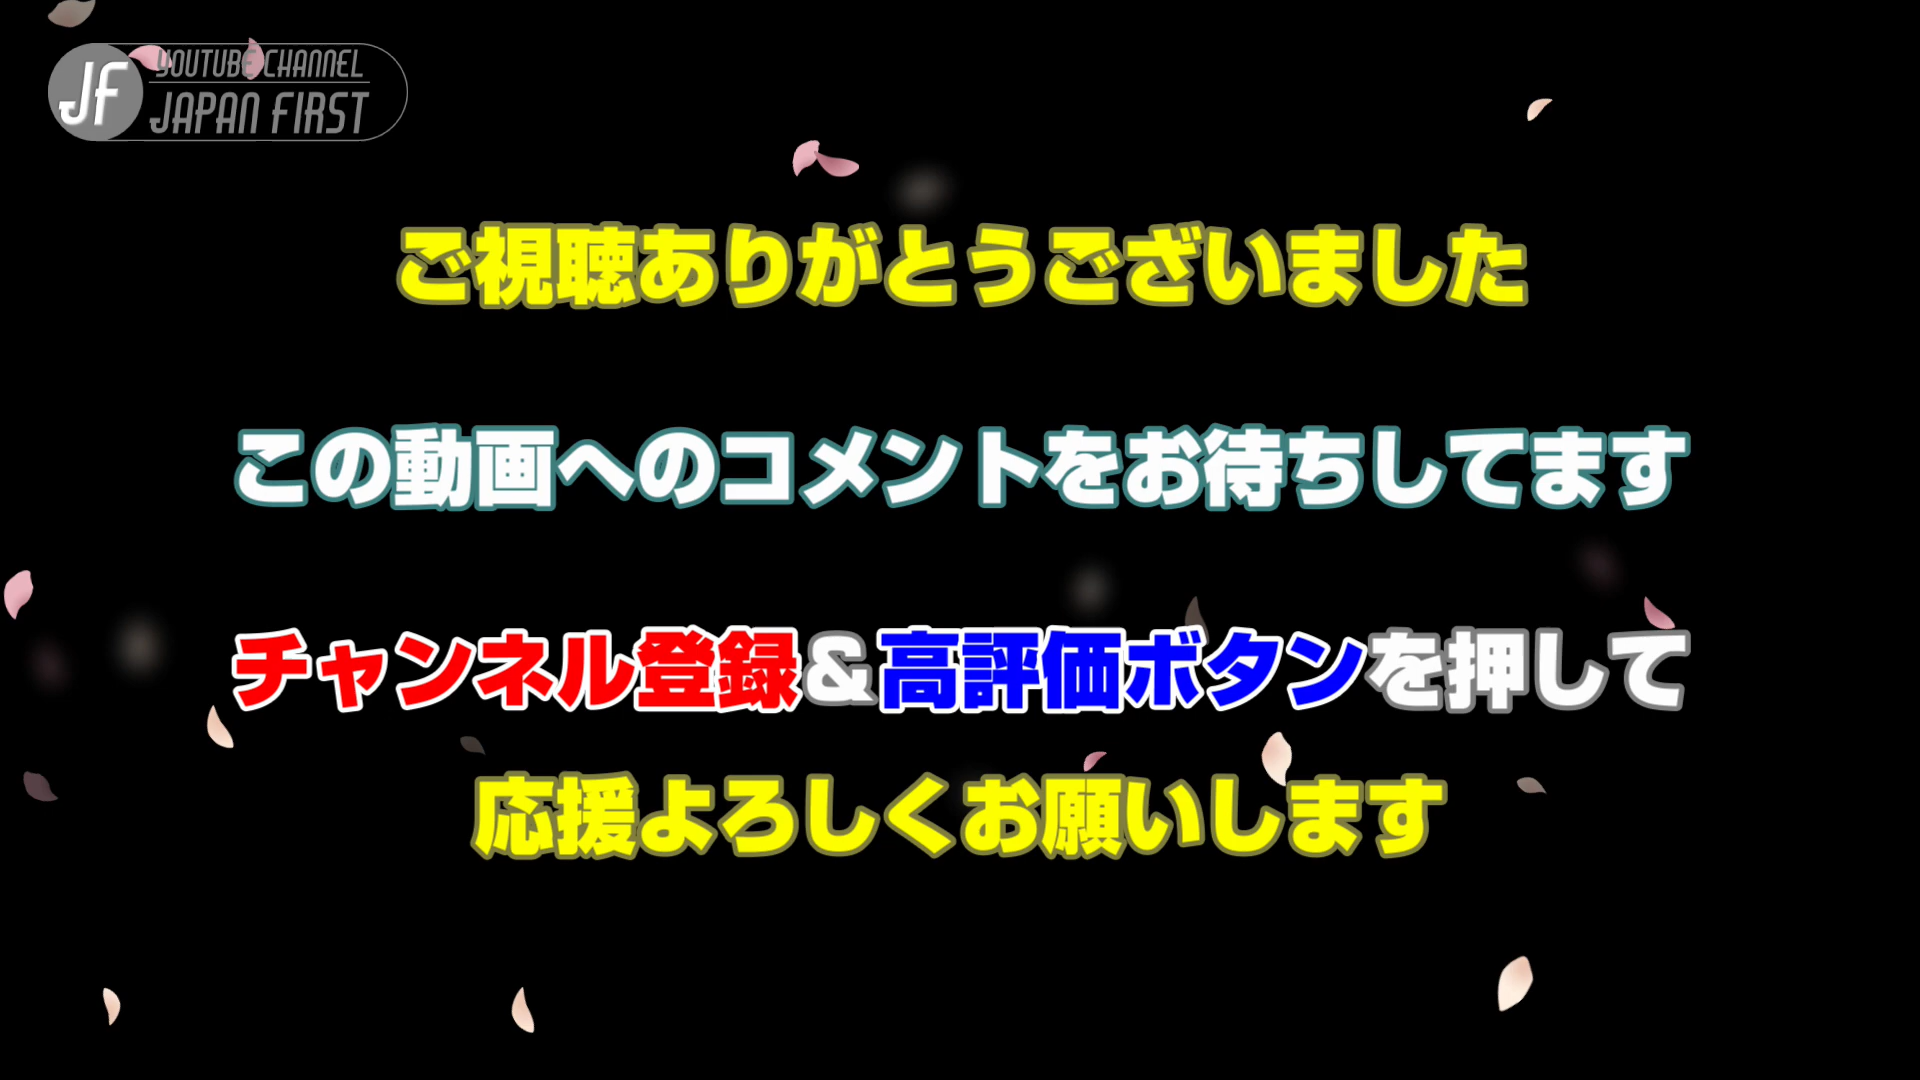 JF
YOUTUBE CHANNEL
JAPAN FIRST
ご視聴ありがとうございました
この動画へのコメントをお待ちしてます
チャンネル登録&高評価ボタンを押して
応援よろしくお願いします